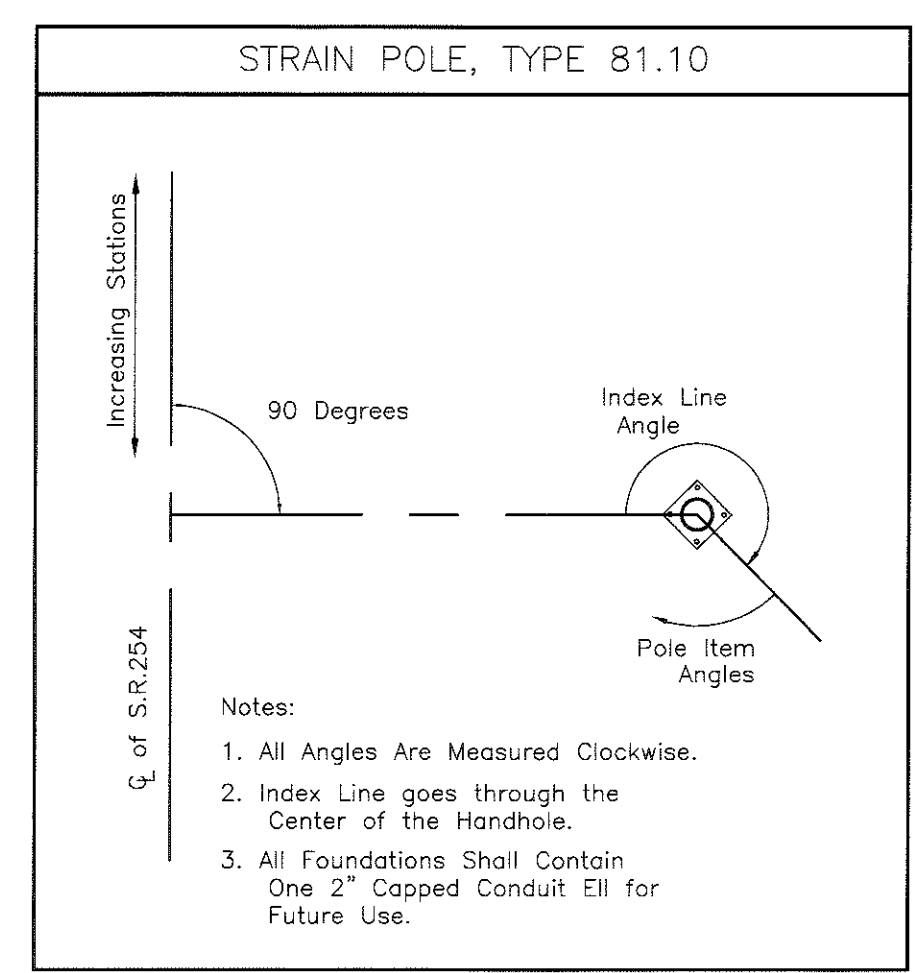 STRAIN POLE, TYPE 81.10
Increasing Stations
90 Degrees
Index Line
Angle
Pole Item
Angles
℄ of S.R.254
Notes:
1. All Angles Are Measured Clockwise.
2. Index Line goes through the
Center of the Handhole.
3. All Foundations Shall Contain
One 2" Capped Conduit Ell for
Future Use.